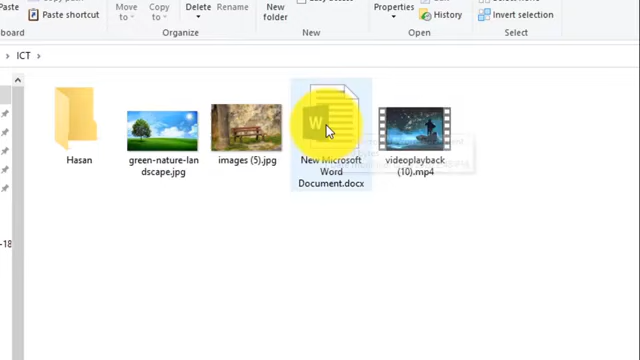 Paste
Paste shortcut
Move to
Copy to
Delete
Rename
New folder
Properties
History
Invert selection
Organize
New
Open
Select
ICT
Hasan
green-nature-lan
dscape.jpg
images (5).jpg
New Microsoft
Word
Document.docx
videoplayback
(10).mp4
-18